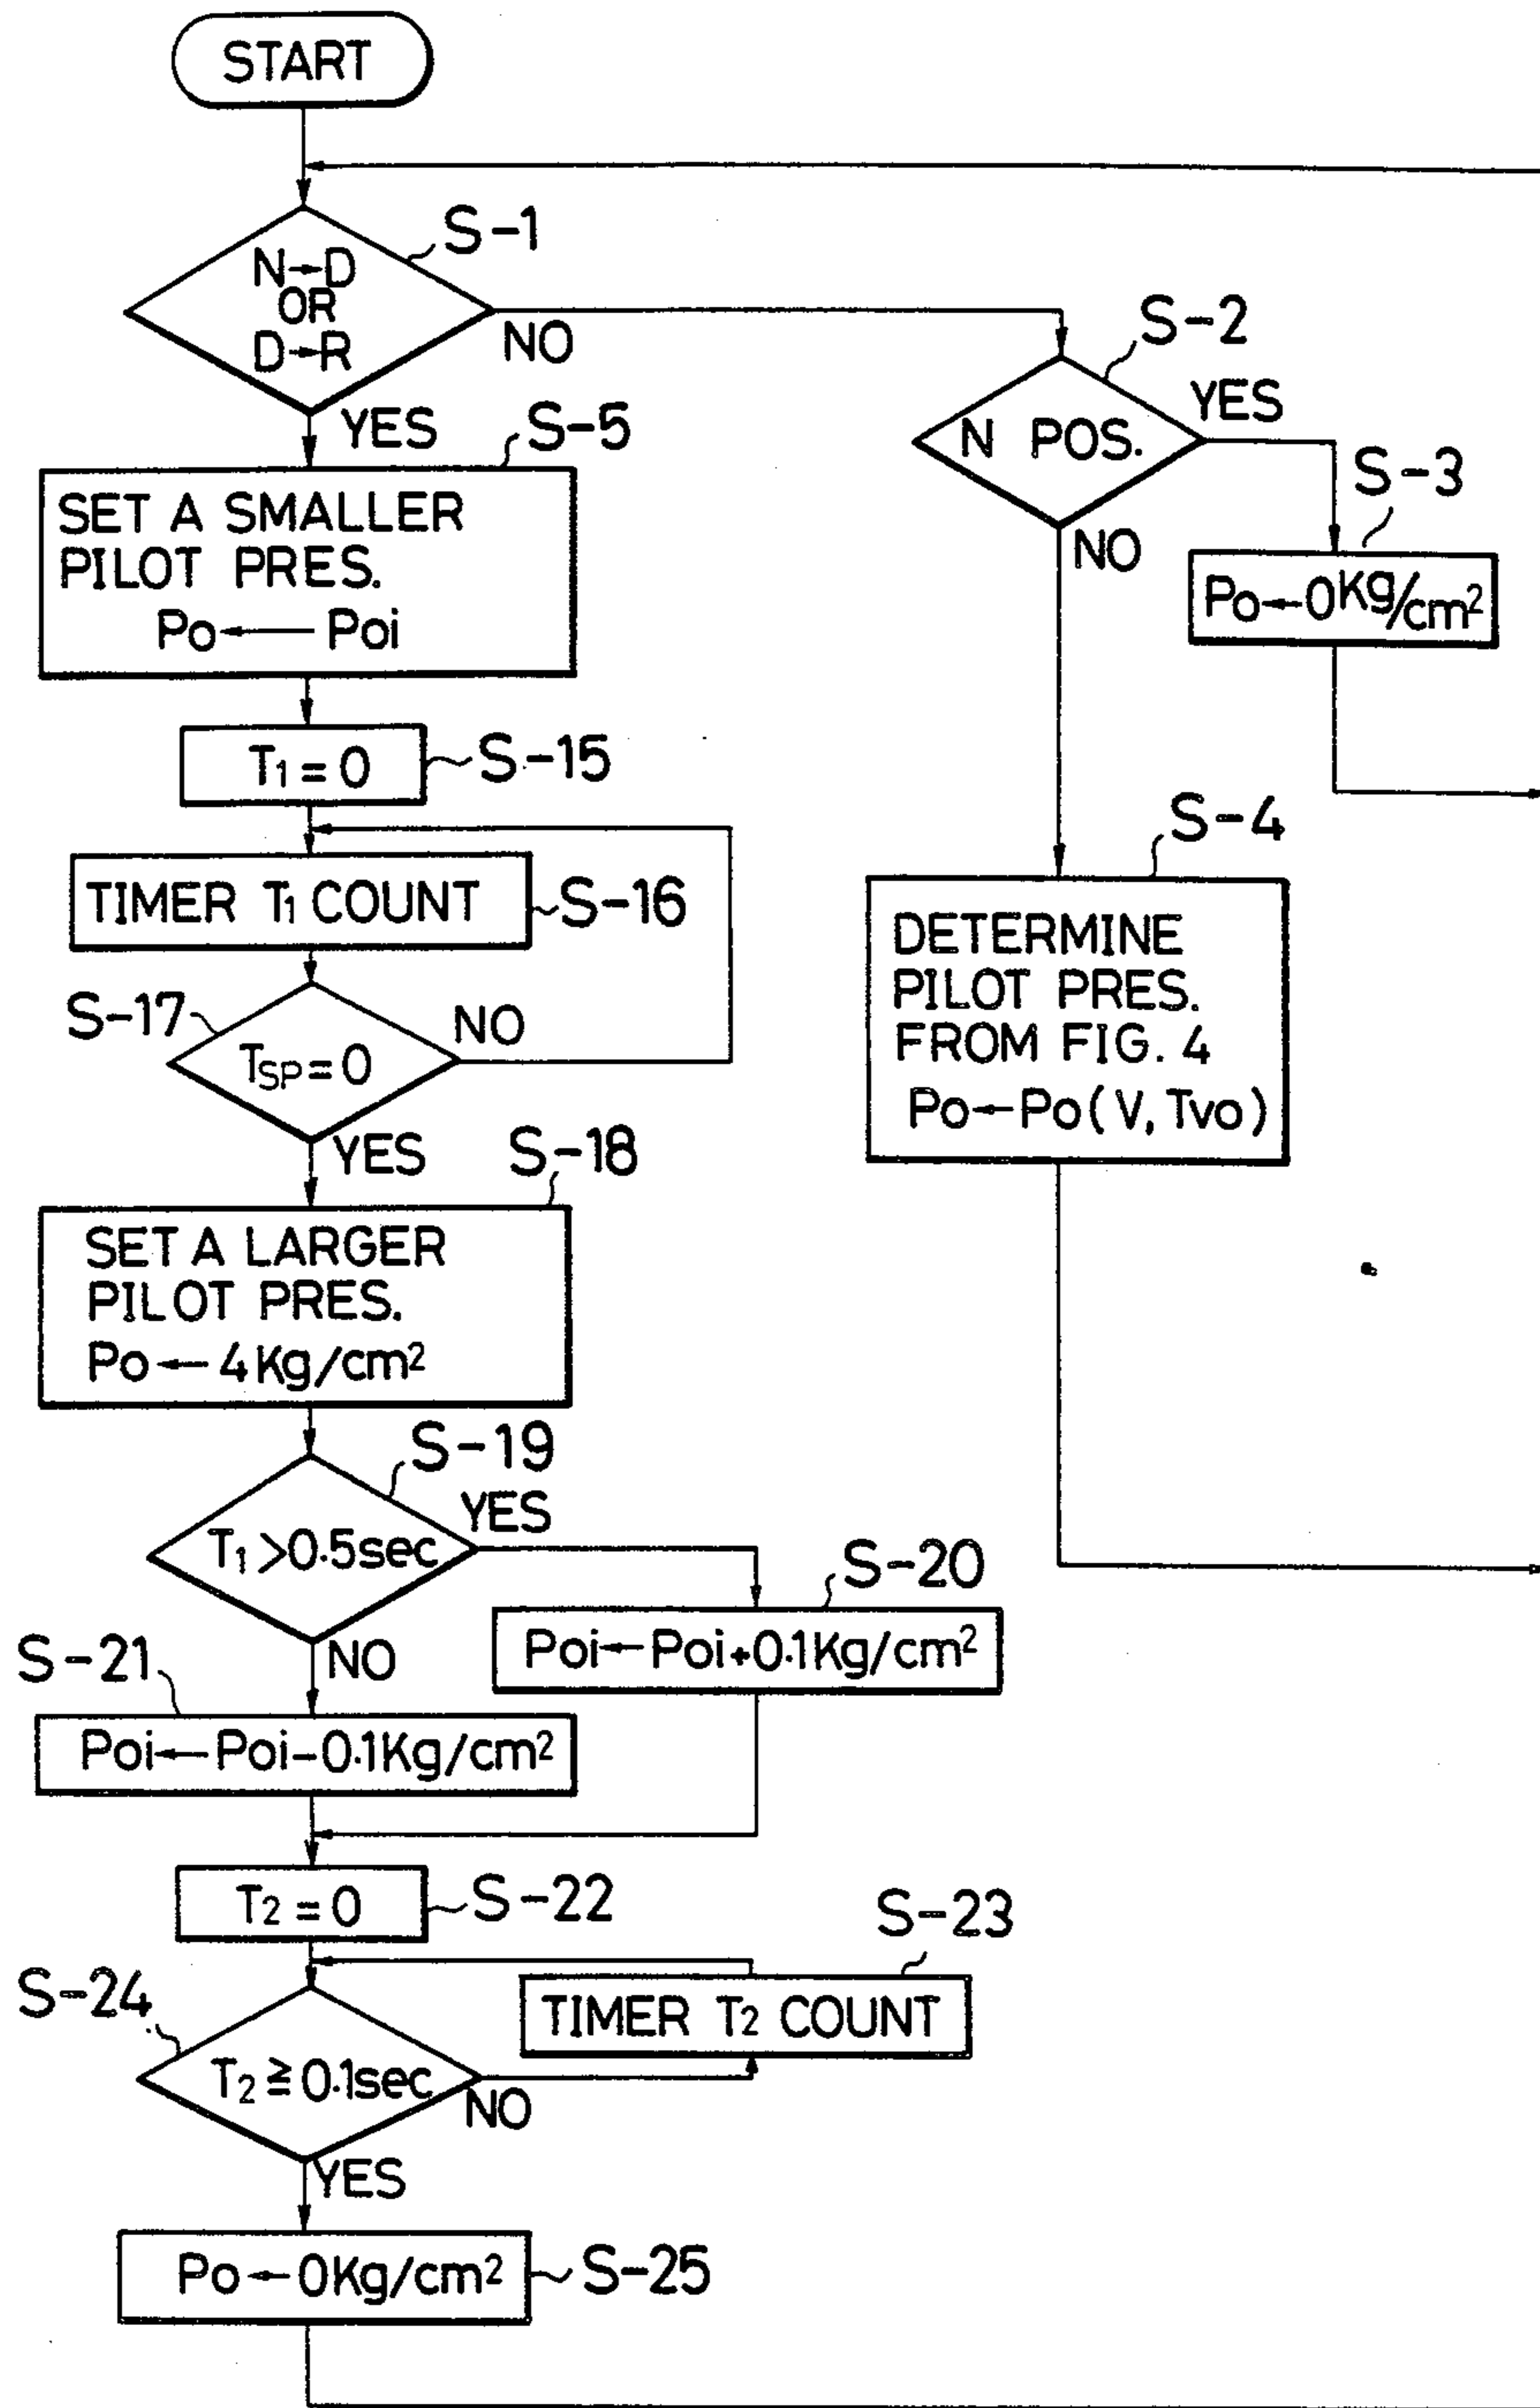 START
S-1
N→D
OR
D→R
NO
YES
S-2
N POS.
YES
NO
S-3
Po←0Kg/cm²
S-5
SET A SMALLER
PILOT PRES.
Po←Poi
T1=0
S-15
TIMER T1 COUNT
S-16
S-17
TSP=0
NO
YES
S-4
DETERMINE
PILOT PRES.
FROM FIG. 4
Po←Po(V, Tvo)
S-18
SET A LARGER
PILOT PRES.
Po←4Kg/cm²
S-19
T1>0.5sec
YES
NO
S-20
Poi←Poi+0.1Kg/cm²
S-21
Poi←Poi-0.1Kg/cm²
T2=0
S-22
S-23
TIMER T2 COUNT
S-24
T2≧0.1sec
NO
YES
Po←0Kg/cm²
S-25